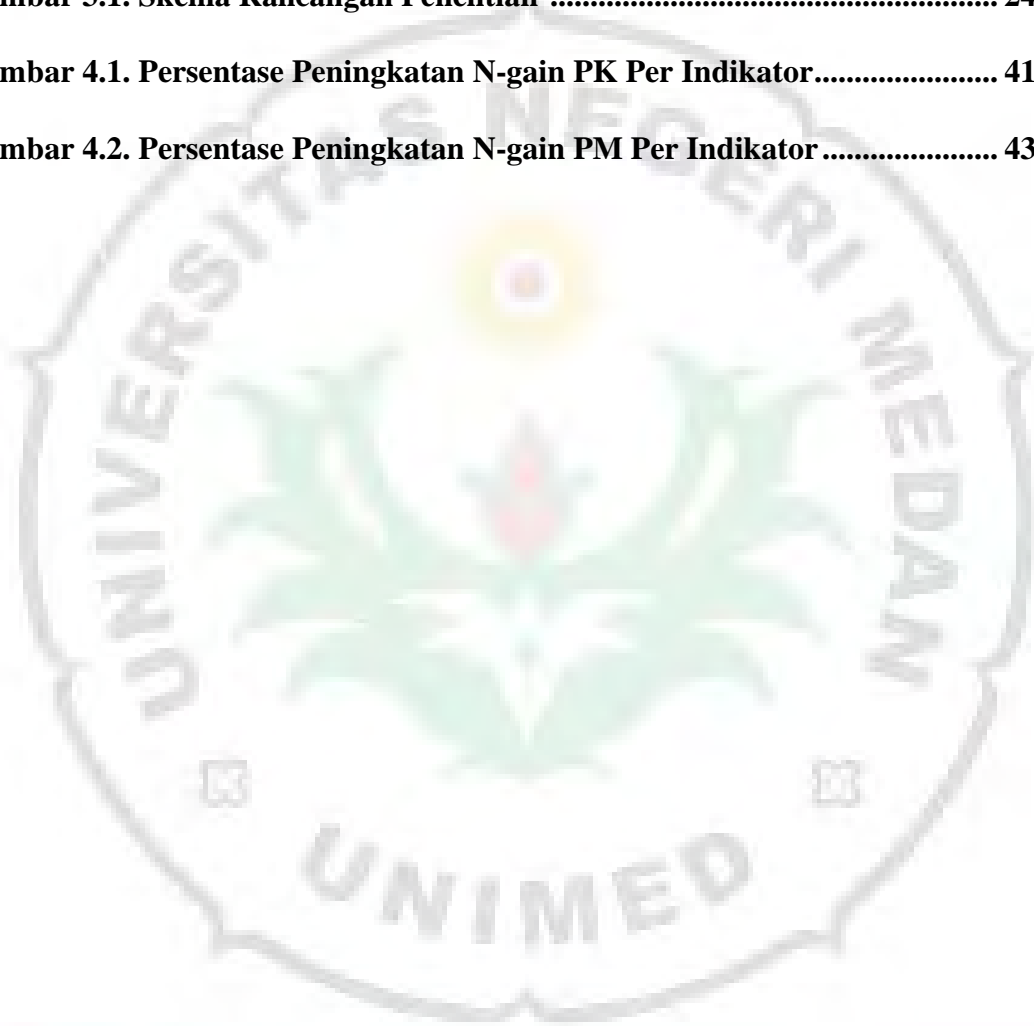 mbar 3.1. Skema Rancangan Penelitian ........ 24
mbar 4.1. Persentase Peningkatan N-gain PK Per Indikator....................... 41
mbar 4.2. Persentase Peningkatan N-gain PM Per Indikator ...................... 43
UNIVERSITAS NEGERI MEDAN
UNIMED